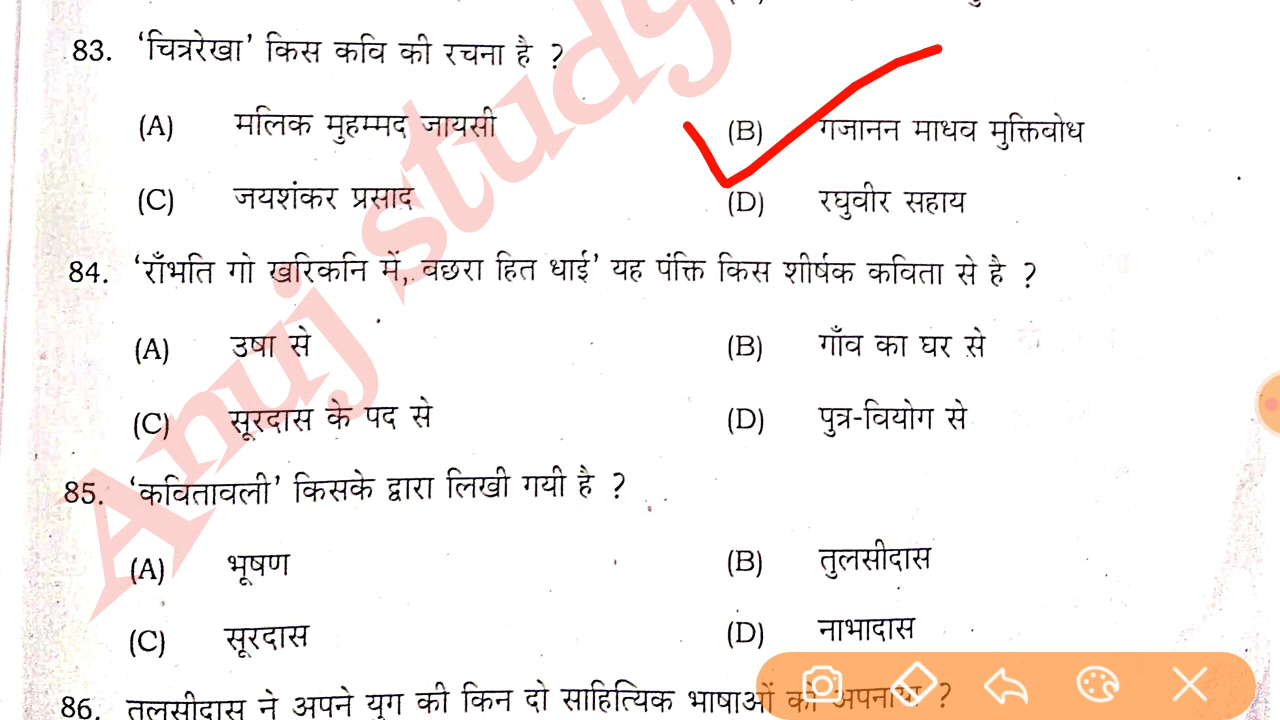 83. 'चित्ररेखा' किस कवि की रचना है ?
(A) मलिक मुहम्मद जायसी (B) गजानन माधव मुक्तिबोध
(C) जयशंकर प्रसाद (D) रघुवीर सहाय
84. 'राँभति गो खरिकनि में, बछरा हित धाई' यह पंक्ति किस शीर्षक कविता से है ?
(A) उषा से (B) गाँव का घर से
(C) सूरदास के पद से (D) पुत्र-वियोग से
85. 'कवितावली' किसके द्वारा लिखी गयी है ?
(A) भूषण (B) तुलसीदास
(C) सूरदास (D) नाभादास
86. तुलसीदास ने अपने युग की किन दो साहित्यिक भाषाओं को अपनाया ?
Anuj study